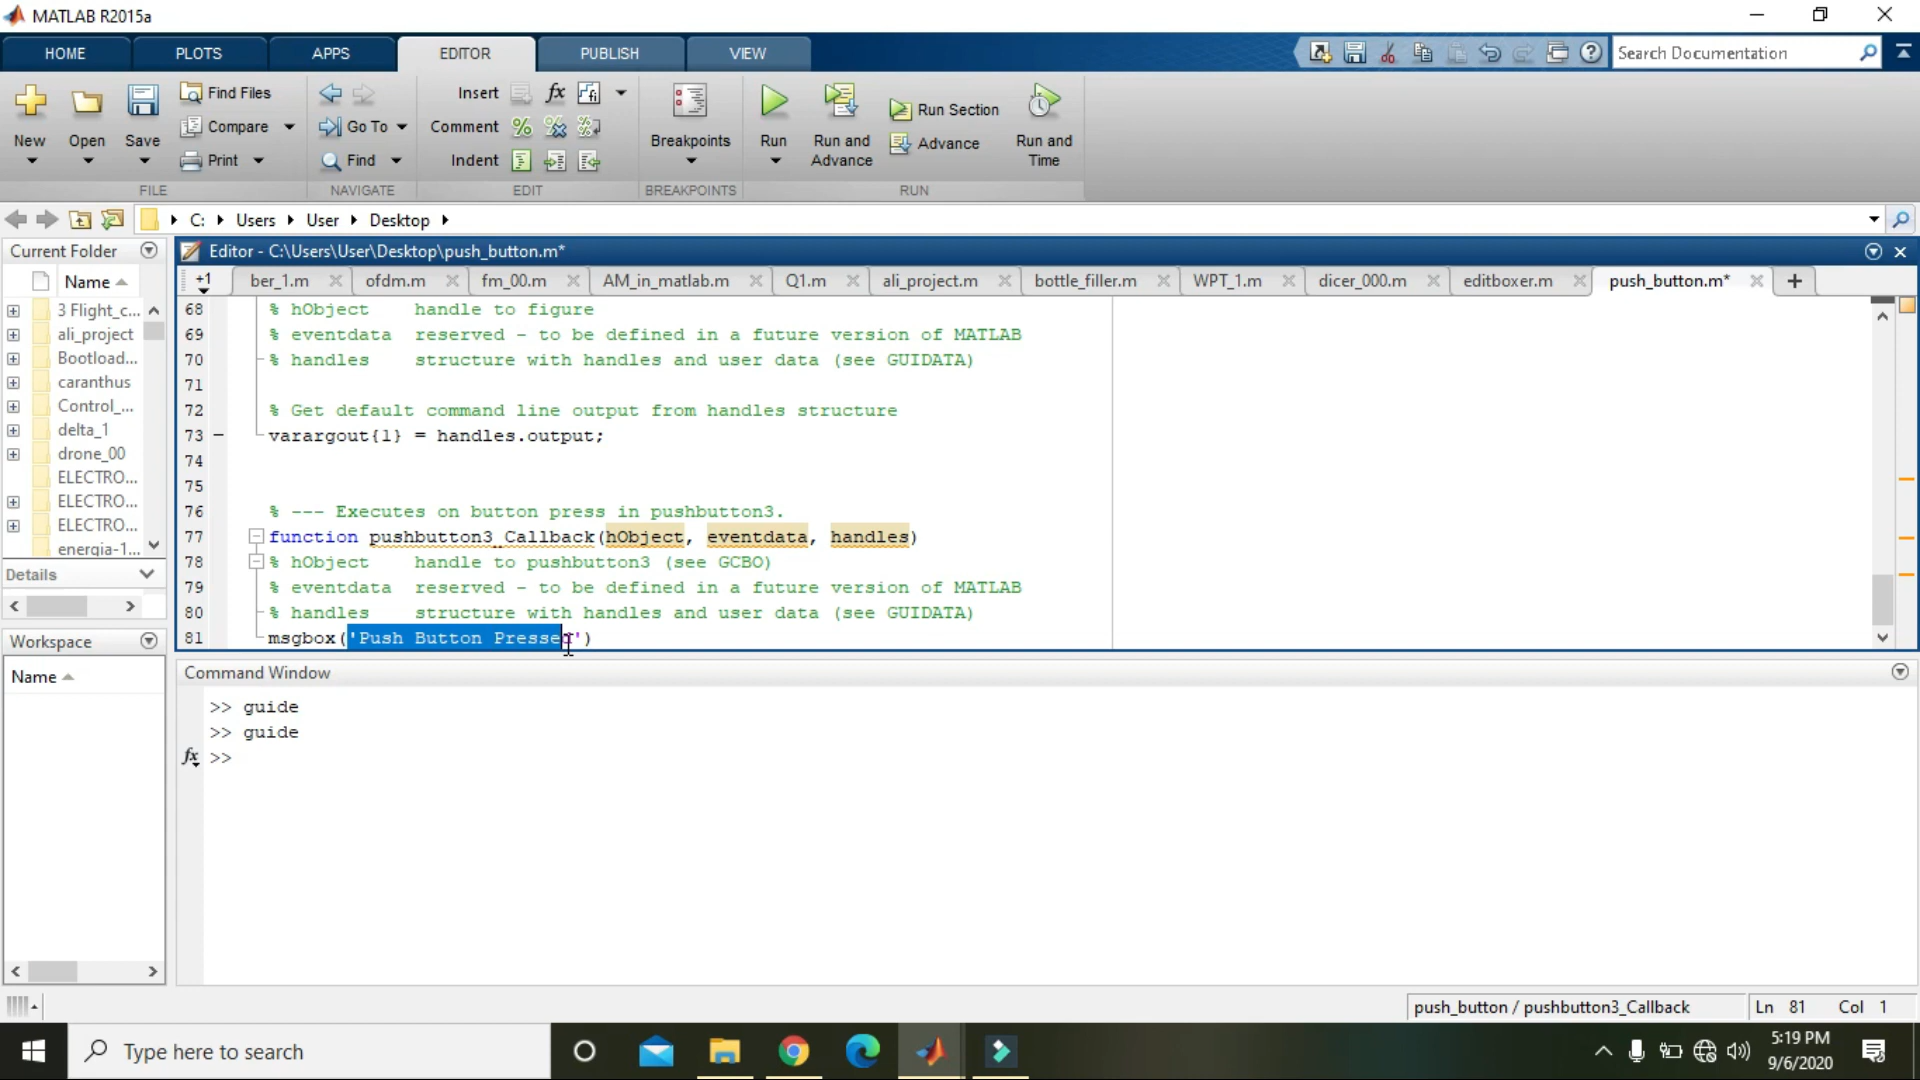 MATLAB R2015a
HOME PLOTS APPS EDITOR PUBLISH VIEW Search Documentation
New Open Save Find Files Compare Print FILE
Go To Find NAVIGATE
Insert fx Comment Indent EDIT
Breakpoints BREAKPOINTS
Run Run and Advance Run Section Advance Run and Time RUN
C: Users User Desktop
Current Folder
Name
3 Flight_c...
ali_project
Bootload...
caranthus
Control_...
delta_1
drone_00
ELECTRO...
ELECTRO...
ELECTRO...
energia-1...
Details
Workspace
Name
Editor - C:\Users\User\Desktop\push_button.m*
+1 ber_1.m ofdm.m fm_00.m AM_in_matlab.m Q1.m ali_project.m bottle_filler.m WPT_1.m dicer_000.m editboxer.m push_button.m*
68 % hObject    handle to figure
69 % eventdata  reserved - to be defined in a future version of MATLAB
70 % handles    structure with handles and user data (see GUIDATA)
71
72 % Get default command line output from handles structure
73 varargout{1} = handles.output;
74
75
76 % --- Executes on button press in pushbutton3.
77 function pushbutton3_Callback(hObject, eventdata, handles)
78 % hObject    handle to pushbutton3 (see GCBO)
79 % eventdata  reserved - to be defined in a future version of MATLAB
80 % handles    structure with handles and user data (see GUIDATA)
81 msgbox('Push Button Pressed')
Command Window
>> guide
>> guide
fx >>
push_button / pushbutton3_Callback Ln 81 Col 1
Type here to search
5:19 PM
9/6/2020